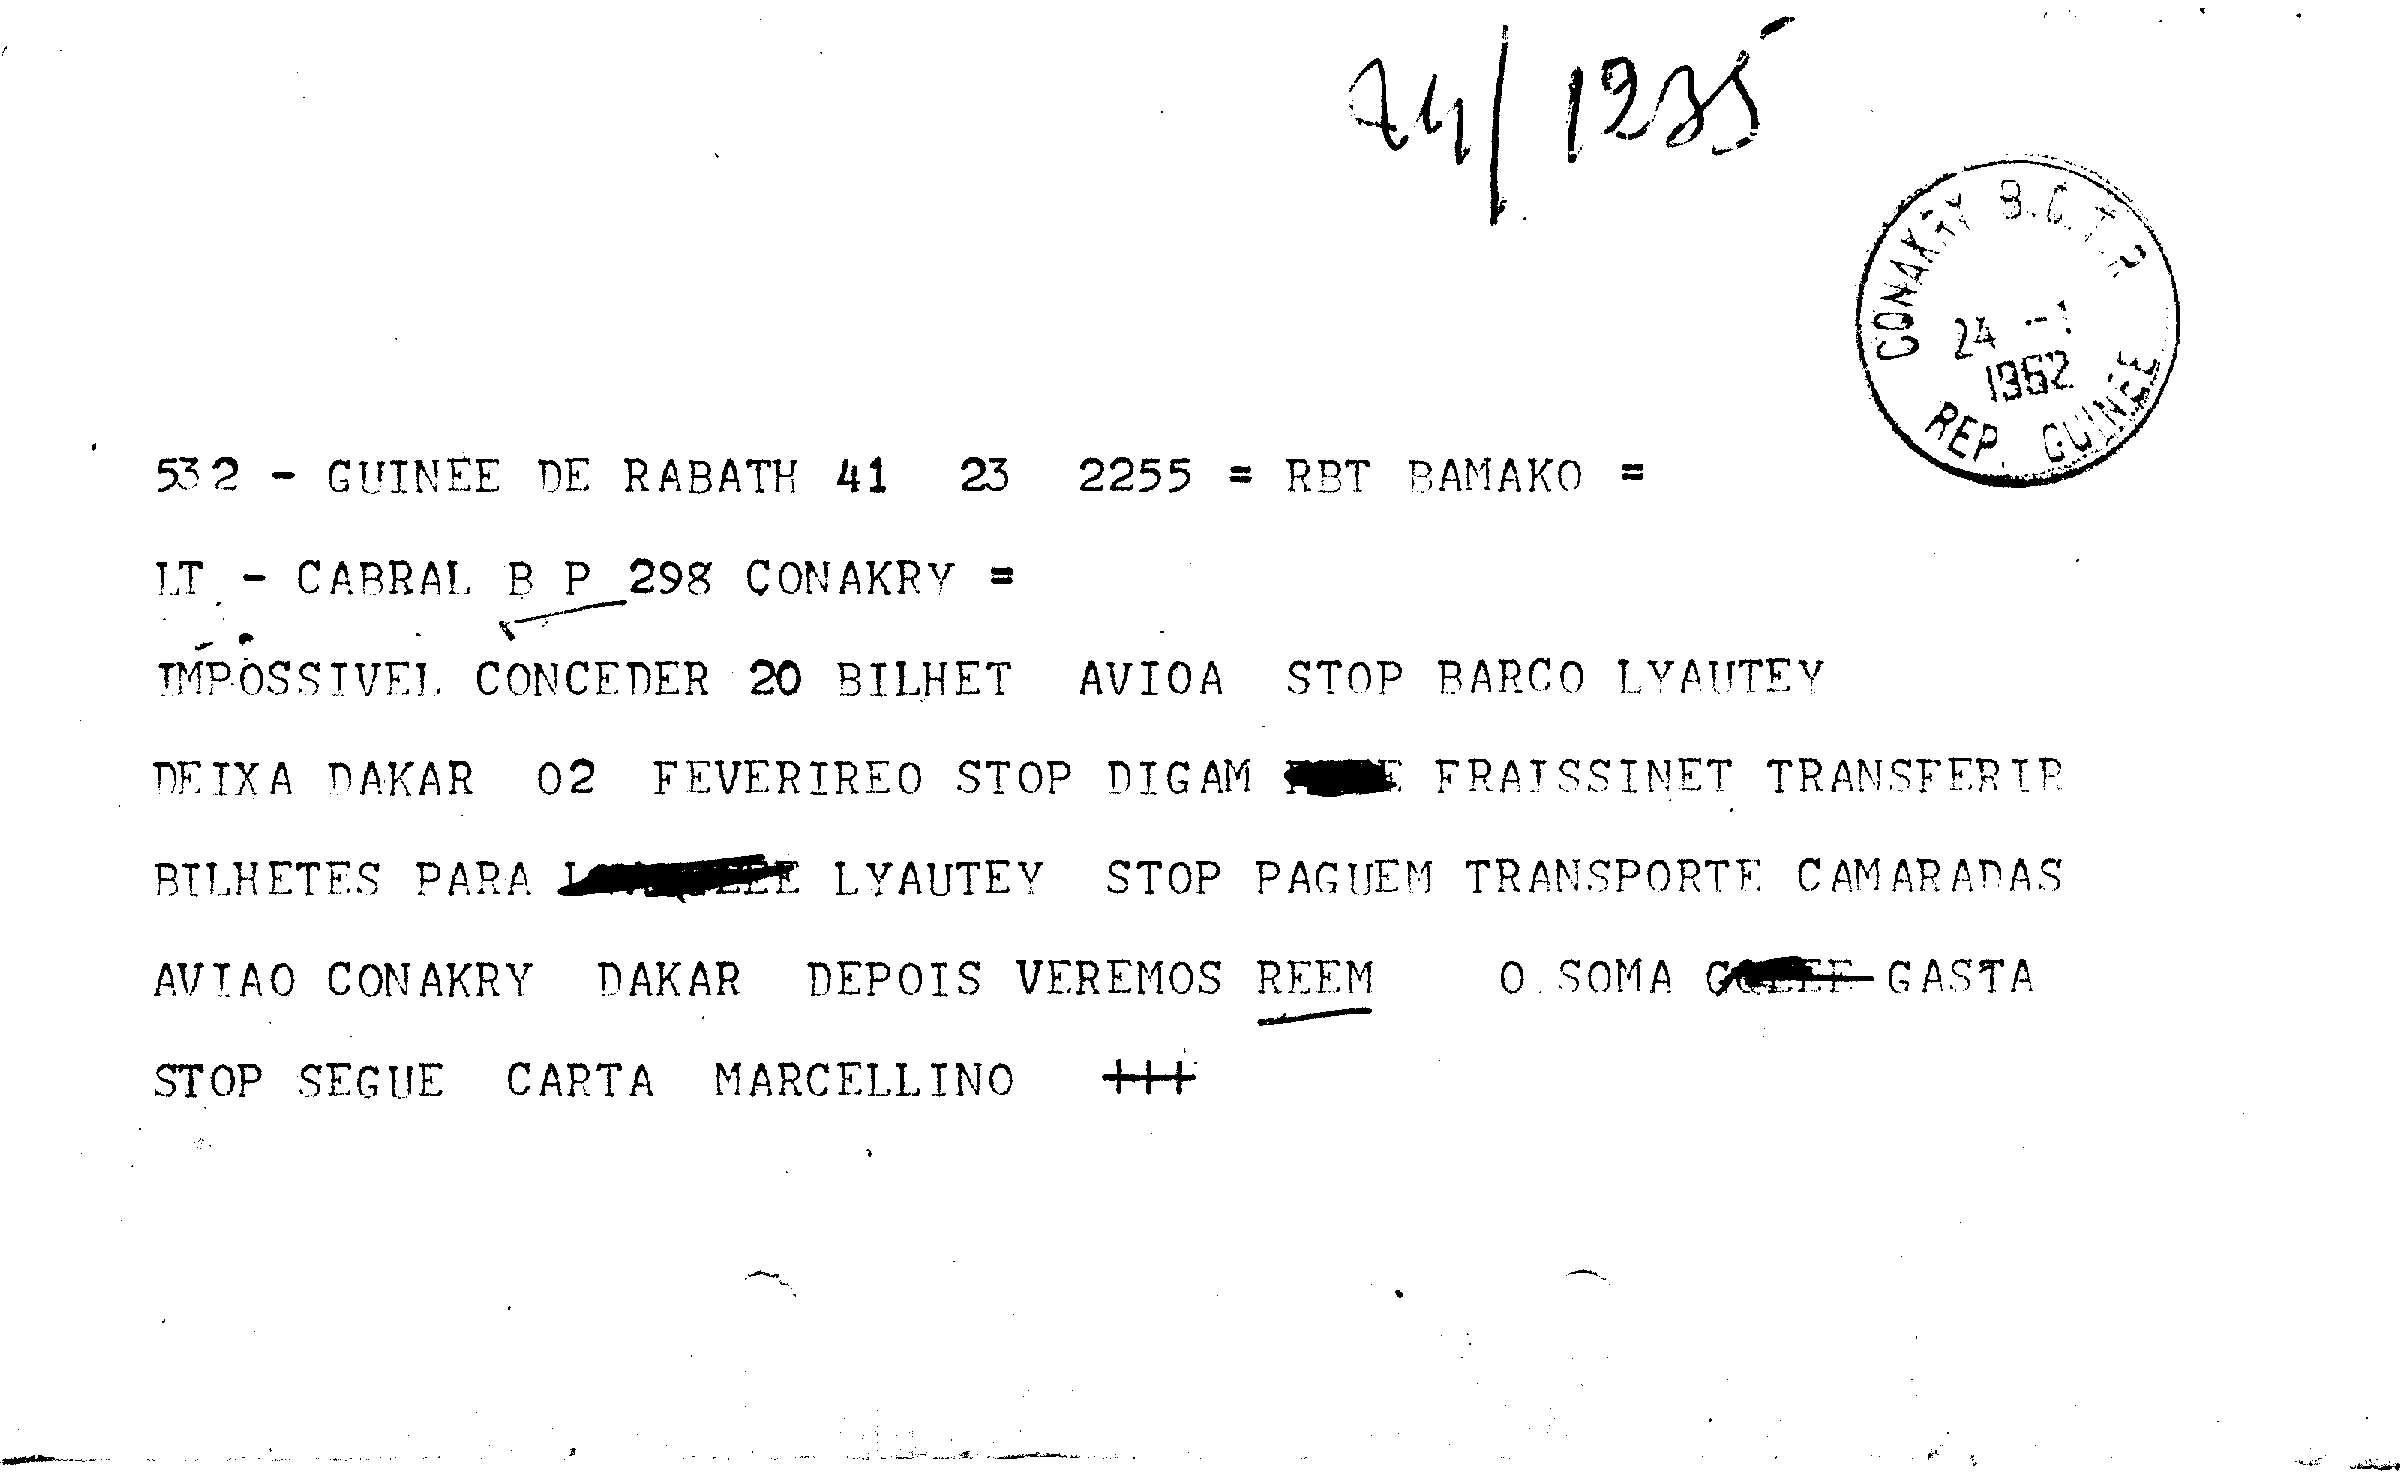 24/1235
CONAKRY B.C.T.R
24 -1
1962
REP. GUINEE
532 - GUINEE DE RABATH 41 23 2255 = RBT BAMAKO =
LT - CABRAL B P 298 CONAKRY =
IMPOSSIVEL CONCEDER 20 BILHET AVIOA STOP BARCO LYAUTEY
DEIXA DAKAR 02 FEVERIREO STOP DIGAM FRAISSINET TRANSFERIR
BILHETES PARA LYAUTEY STOP PAGUEM TRANSPORTE CAMARADAS
AVIAO CONAKRY DAKAR DEPOIS VEREMOS REEM O SOMA GASTA
STOP SEGUE CARTA MARCELLINO +++